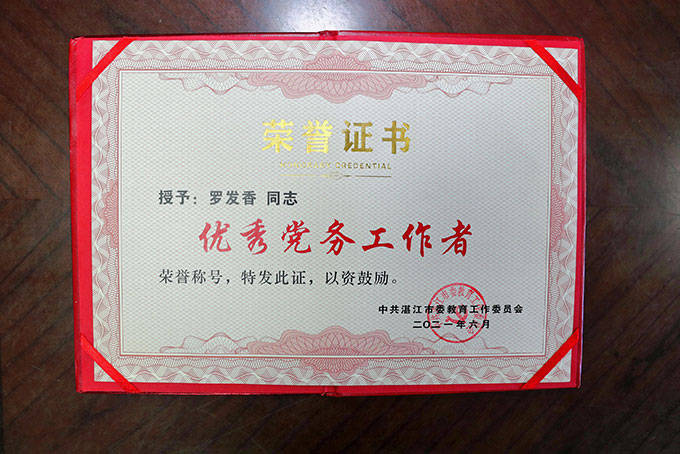 荣誉证书
CREDENTIAL
授予：罗发香 同志
优秀党务工作者
荣誉称号，特发此证，以资鼓励。
中共湛江市委教育工作委员会
二〇二一年六月